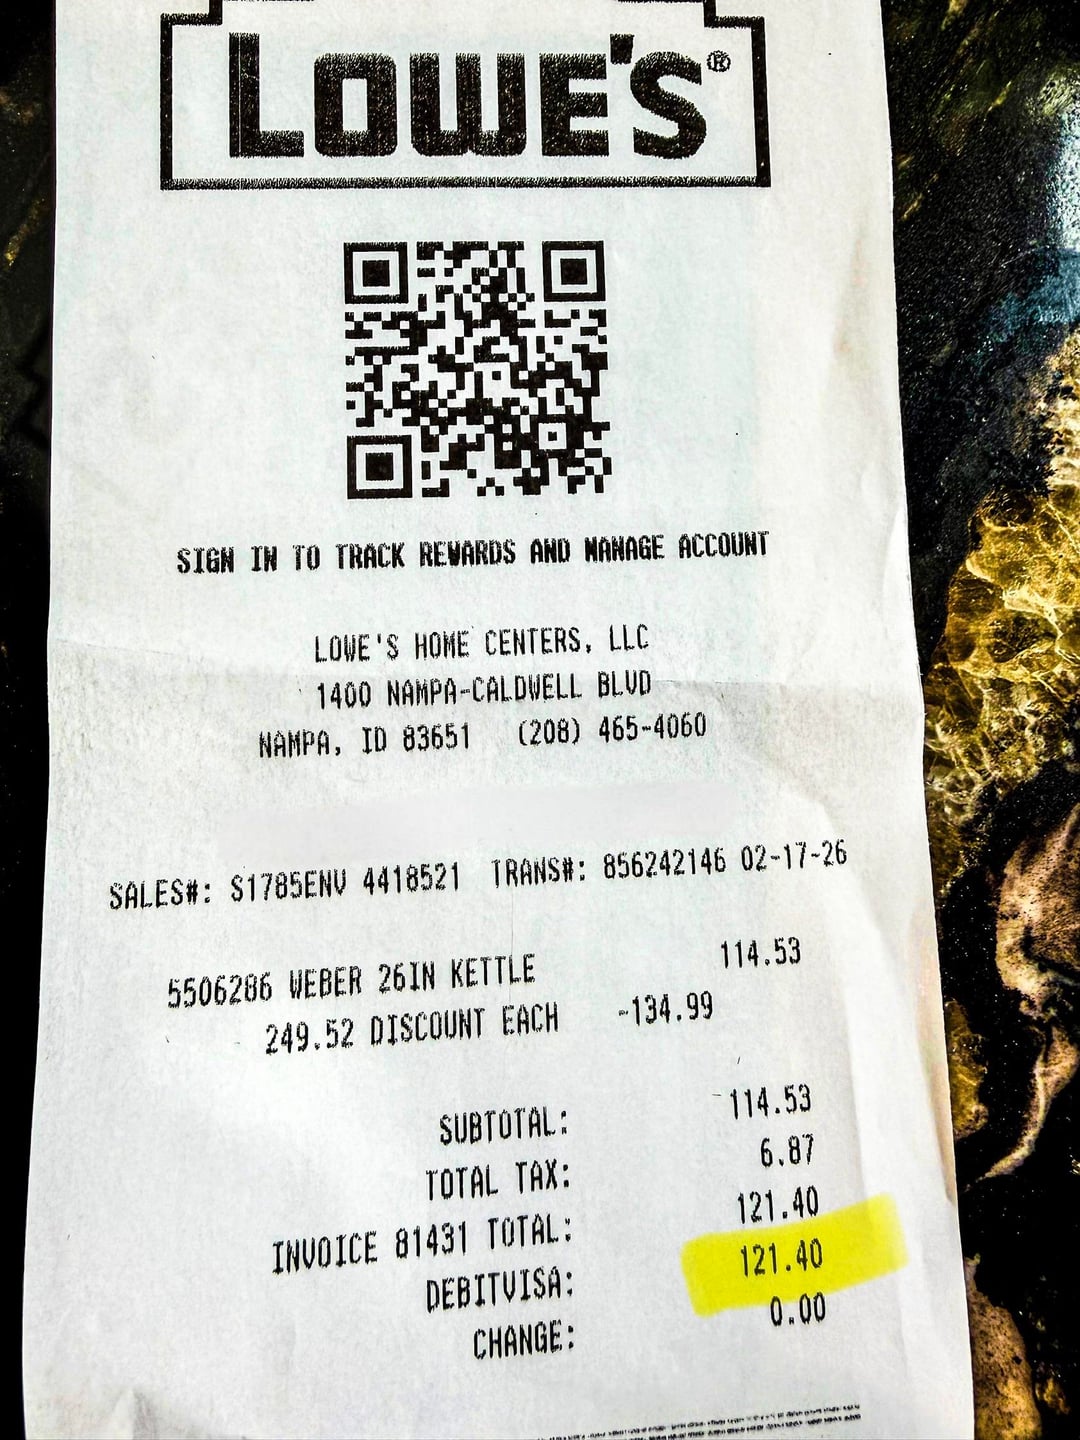 LOWE'S®
SIGN IN TO TRACK REWARDS AND MANAGE ACCOUNT
LOWE'S HOME CENTERS, LLC
1400 NAMPA-CALDWELL BLVD
NAMPA, ID 83651 (208) 465-4060
SALES#: S1785ENV 4418521 TRANS#: 856242146 02-17-26
5506286 WEBER 26IN KETTLE 114.53
249.52 DISCOUNT EACH -134.99
SUBTOTAL: 114.53
TOTAL TAX: 6.87
INVOICE 81431 TOTAL: 121.40
DEBITVISA: 121.40
CHANGE: 0.00